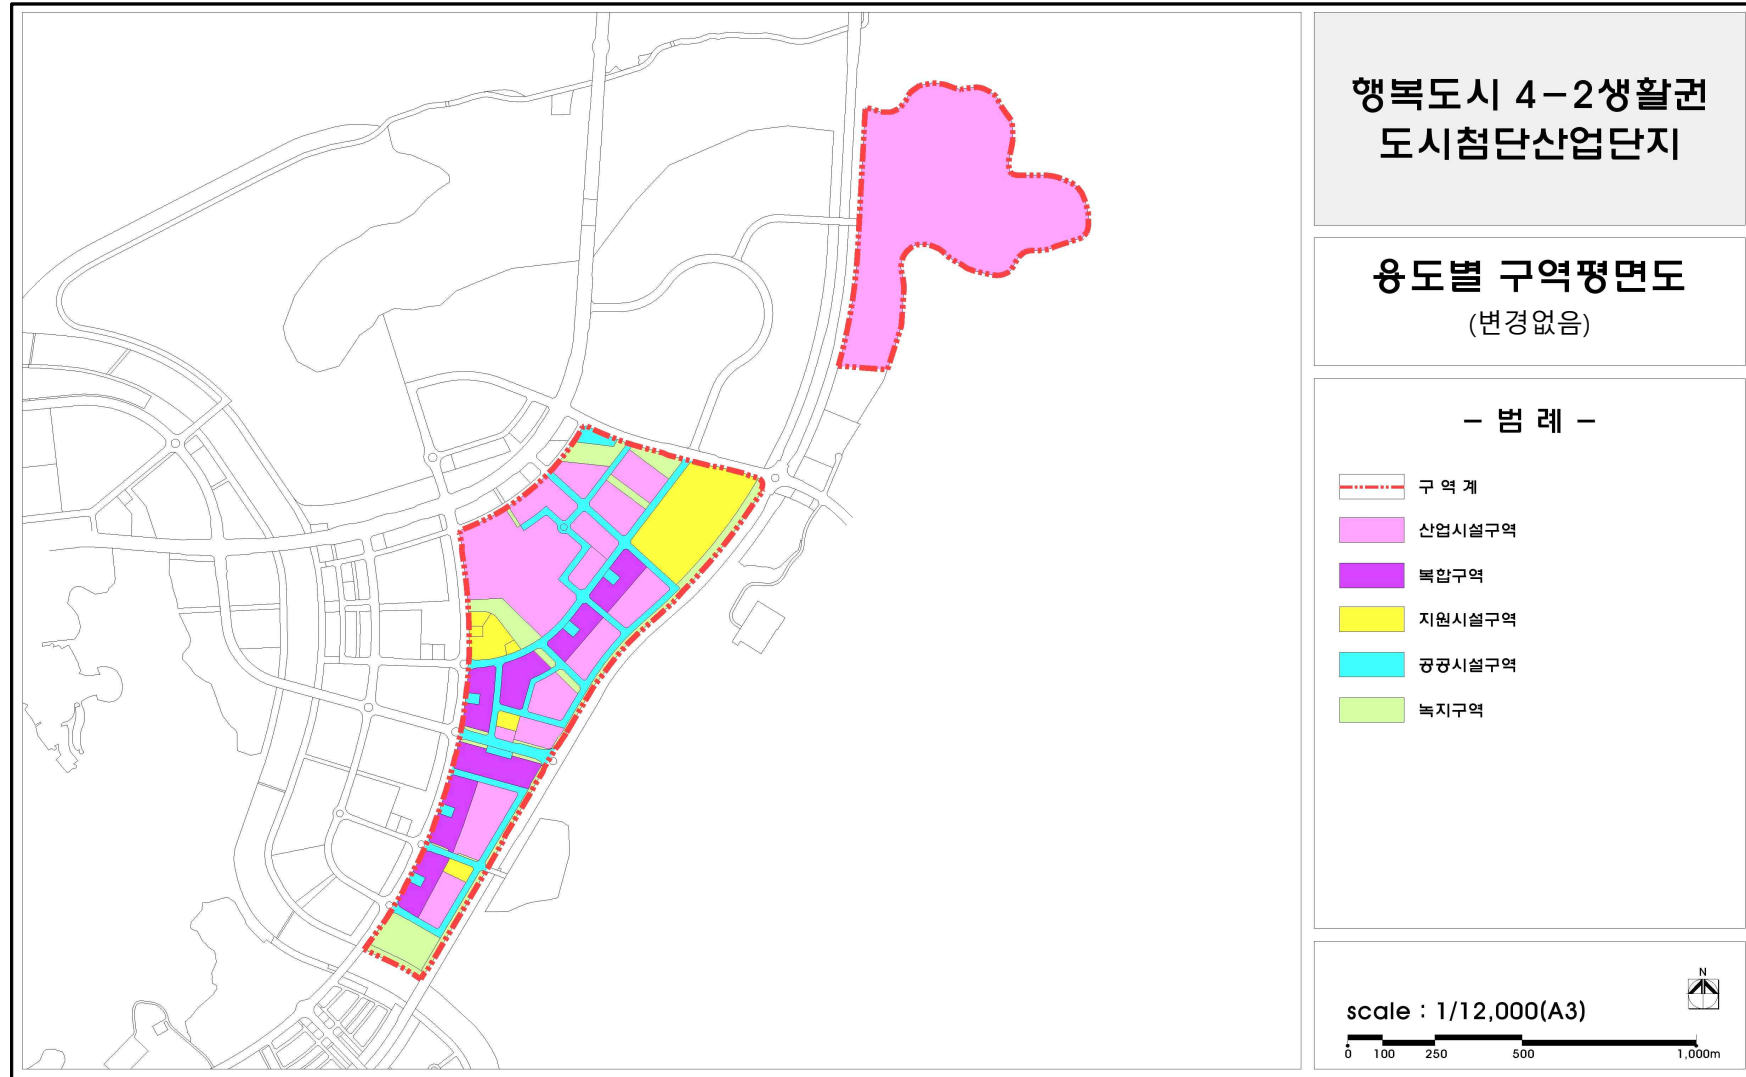 행복도시 4-2생활권
도시첨단산업단지
용도별 구역평면도
(변경없음)
- 범 례 -
구 역 계
산업시설구역
복합구역
지원시설구역
공공시설구역
녹지구역
N
scale : 1/12,000(A3)
0 100 250 500 1,000m